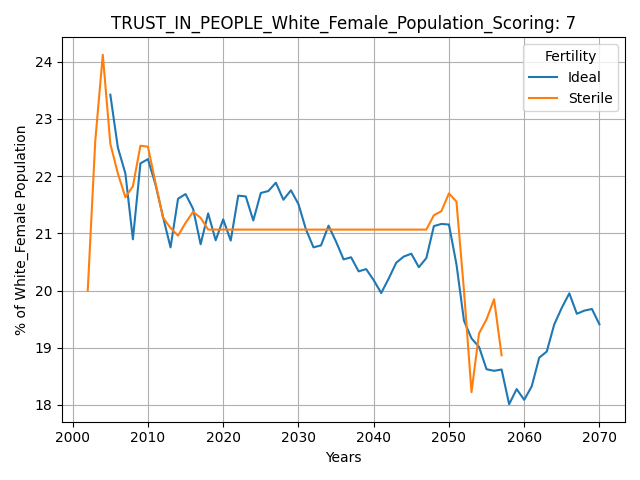 TRUST_IN_PEOPLE_White_Female_Population_Scoring: 7
Fertility
Ideal
Sterile
% of White_Female Population
24
23
22
21
20
19
18
2000 2010 2020 2030 2040 2050 2060 2070
Years